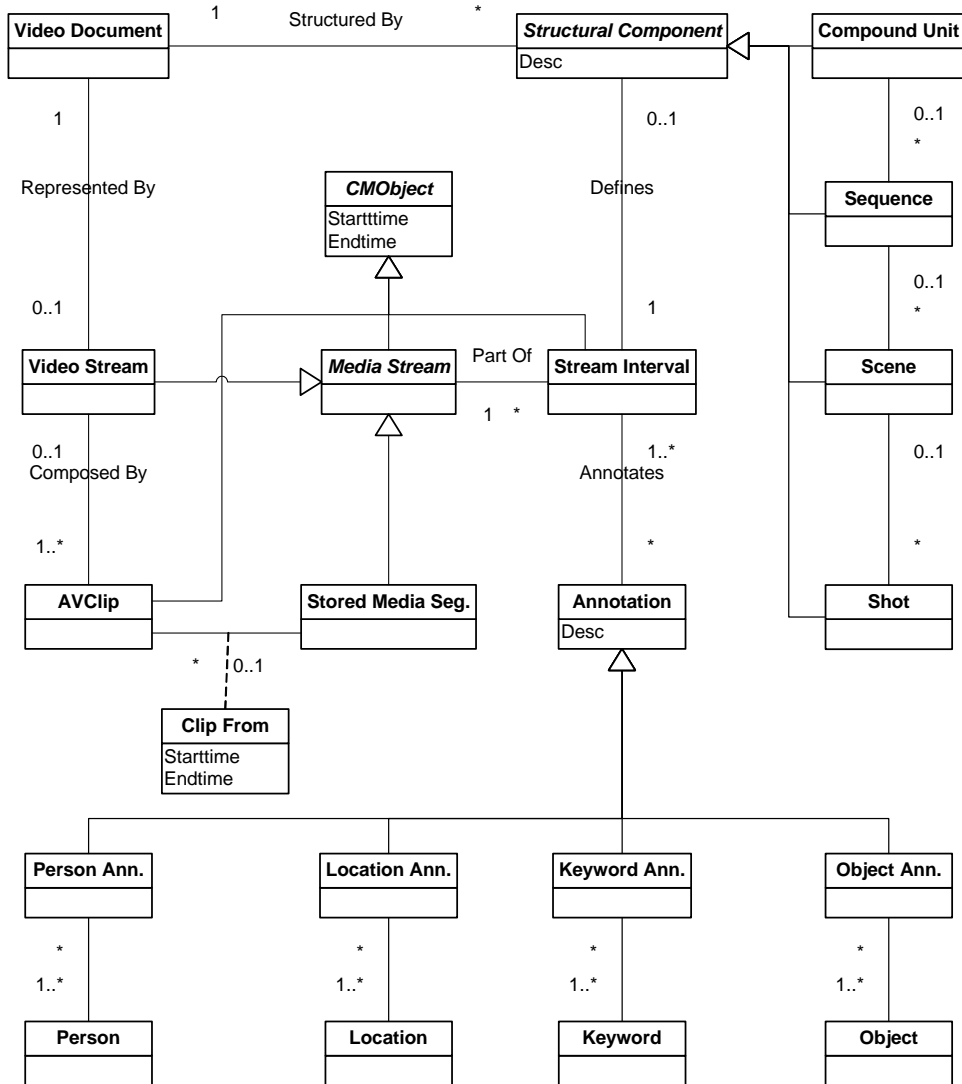 1
Structured By
*
Video Document
Structural Component
Desc
Compound Unit
1
0..1
0..1
*
Represented By
CMObject
Startttime
Endtime
Defines
Sequence
0..1
1
0..1
*
Video Stream
Media Stream
Part Of
Stream Interval
Scene
1
*
0..1
Composed By
1..*
Annotates
0..1
1..*
*
*
AVClip
Stored Media Seg.
Annotation
Desc
Shot
*
0..1
Clip From
Starttime
Endtime
Person Ann.
Location Ann.
Keyword Ann.
Object Ann.
*
*
*
*
1..*
1..*
1..*
1..*
Person
Location
Keyword
Object